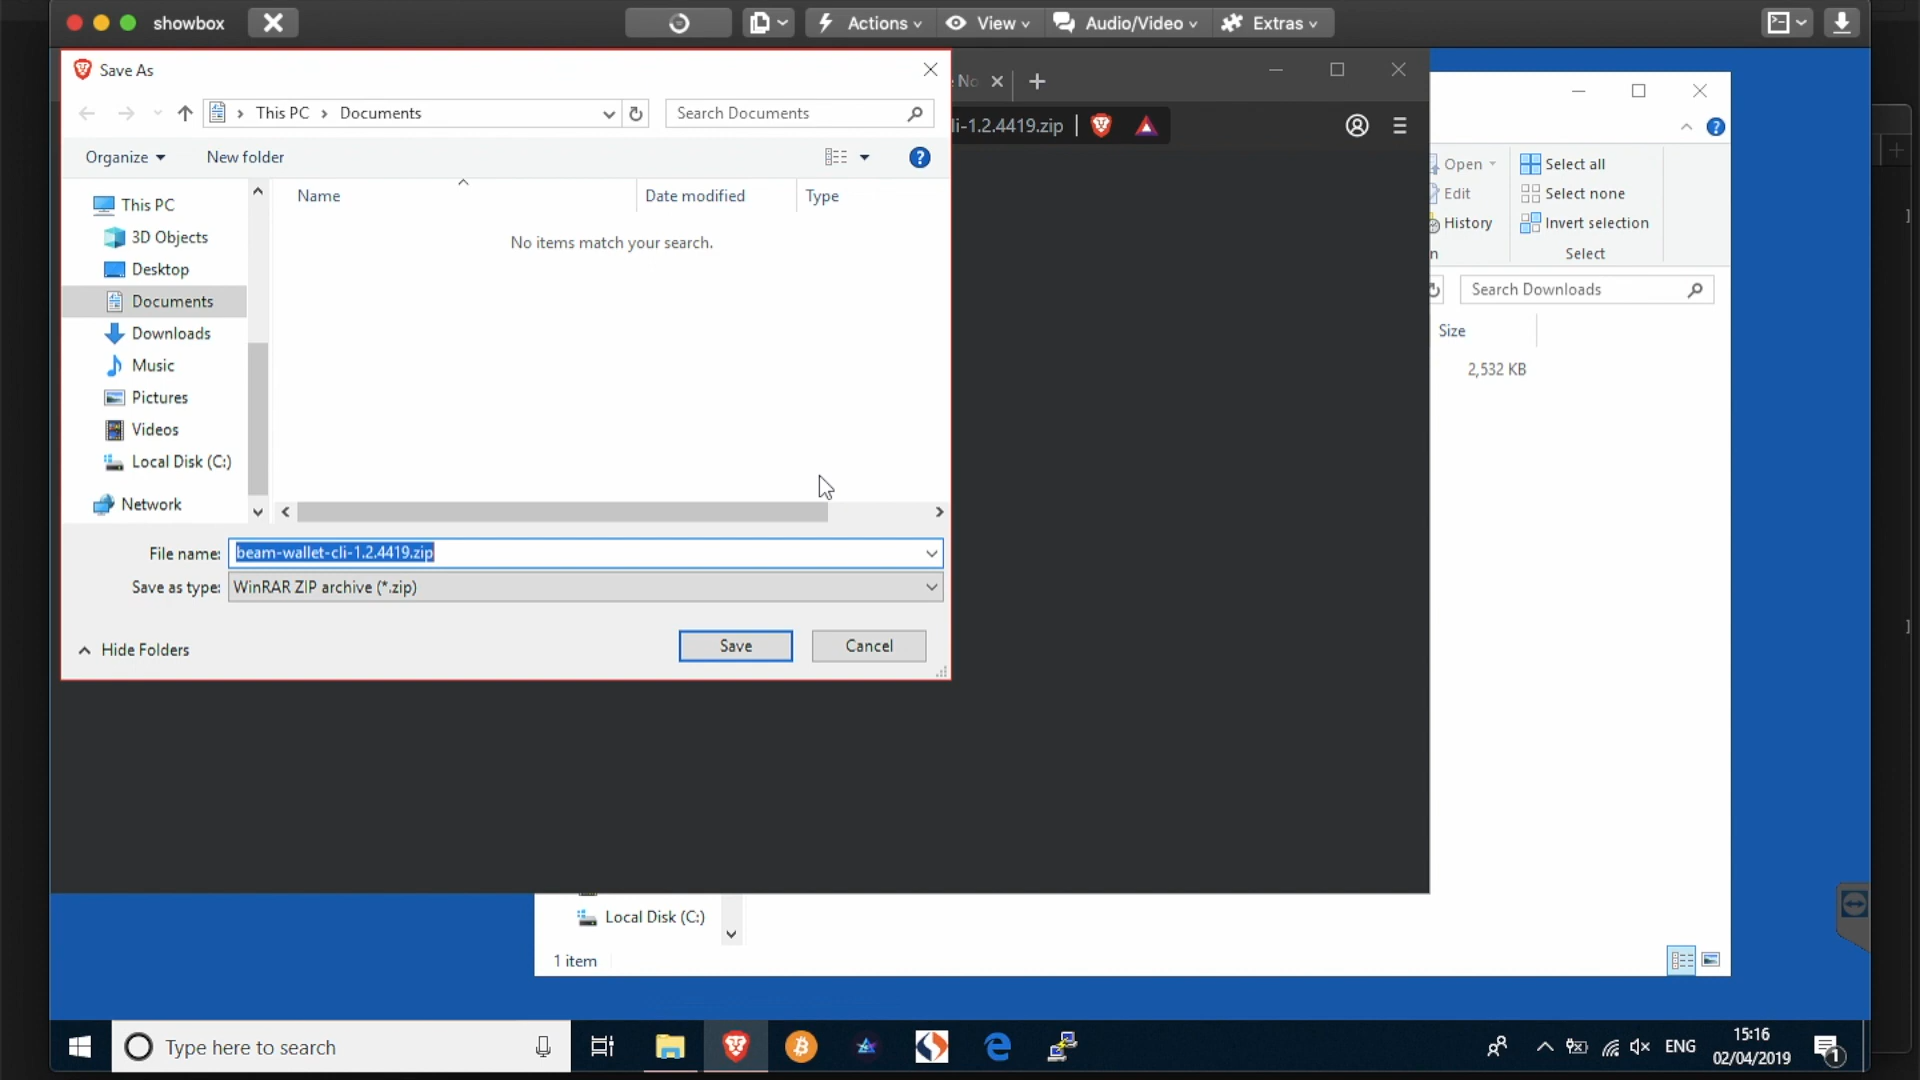 showbox
Actions
View
Audio/Video
Extras
Save As
No
This PC
Documents
Search Documents
li-1.2.4419.zip
Organize
New folder
Open
Select all
Edit
Select none
History
Invert selection
n
Select
Name
Date modified
Type
This PC
3D Objects
Desktop
Documents
Downloads
Music
Pictures
Videos
Local Disk (C:)
Network
No items match your search.
Search Downloads
Size
2,532 KB
File name:
beam-wallet-cli-1.2.4419.zip
Save as type:
WinRAR ZIP archive (*.zip)
Hide Folders
Save
Cancel
Local Disk (C:)
1 item
Type here to search
ENG
15:16
02/04/2019
1